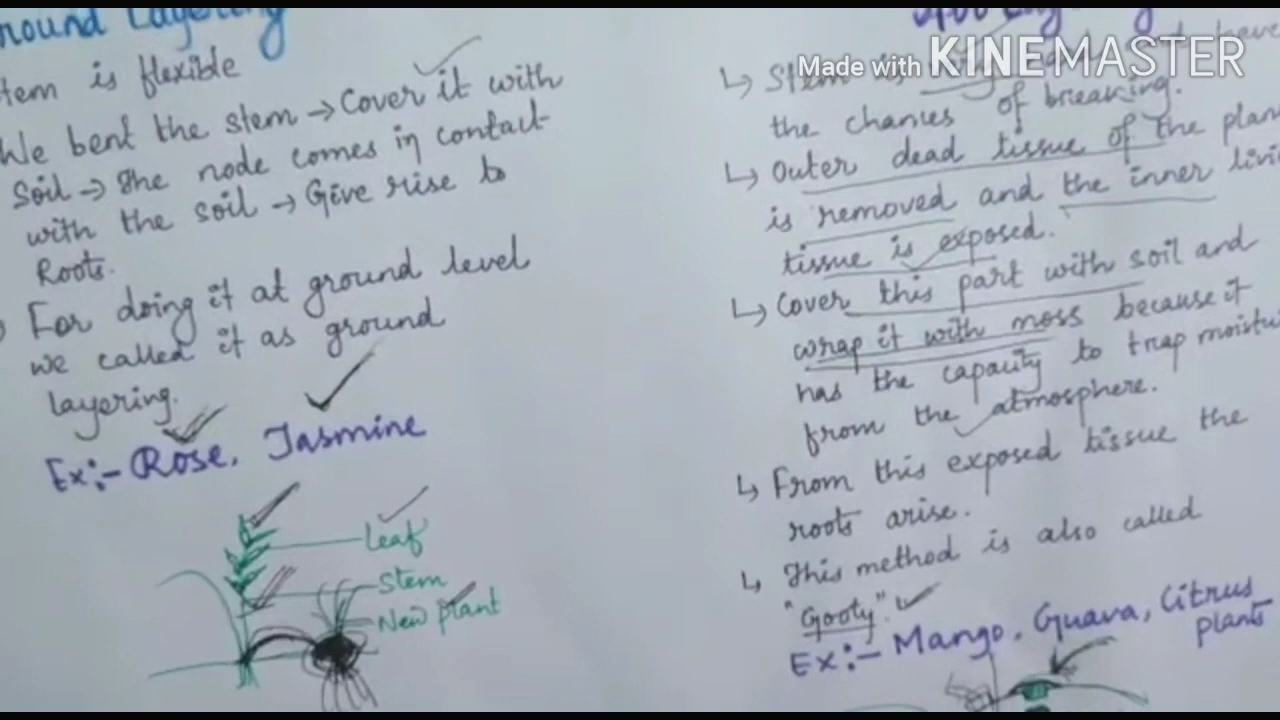 Ground Layering
Stem is flexible
We bent the stem → Cover it with
Soil → The node comes in contact
with the soil → Give rise to
Roots.
For doing it at ground level
we called it as ground
layering.
Ex:- Rose, Jasmine
Leaf
Stem
New plant
Made with KINEMASTER
↳ Stem is
the chances of breaking.
↳ Outer dead tissue of the plant
is removed and the inner
tissue is exposed.
↳ Cover this part with soil and
wrap it with moss because it
has the capacity to trap
from the atmosphere.
↳ From this exposed tissue the
roots arise.
↳ This method is also called
"Gooty".
Ex:- Mango, Guava, Citrus
plants